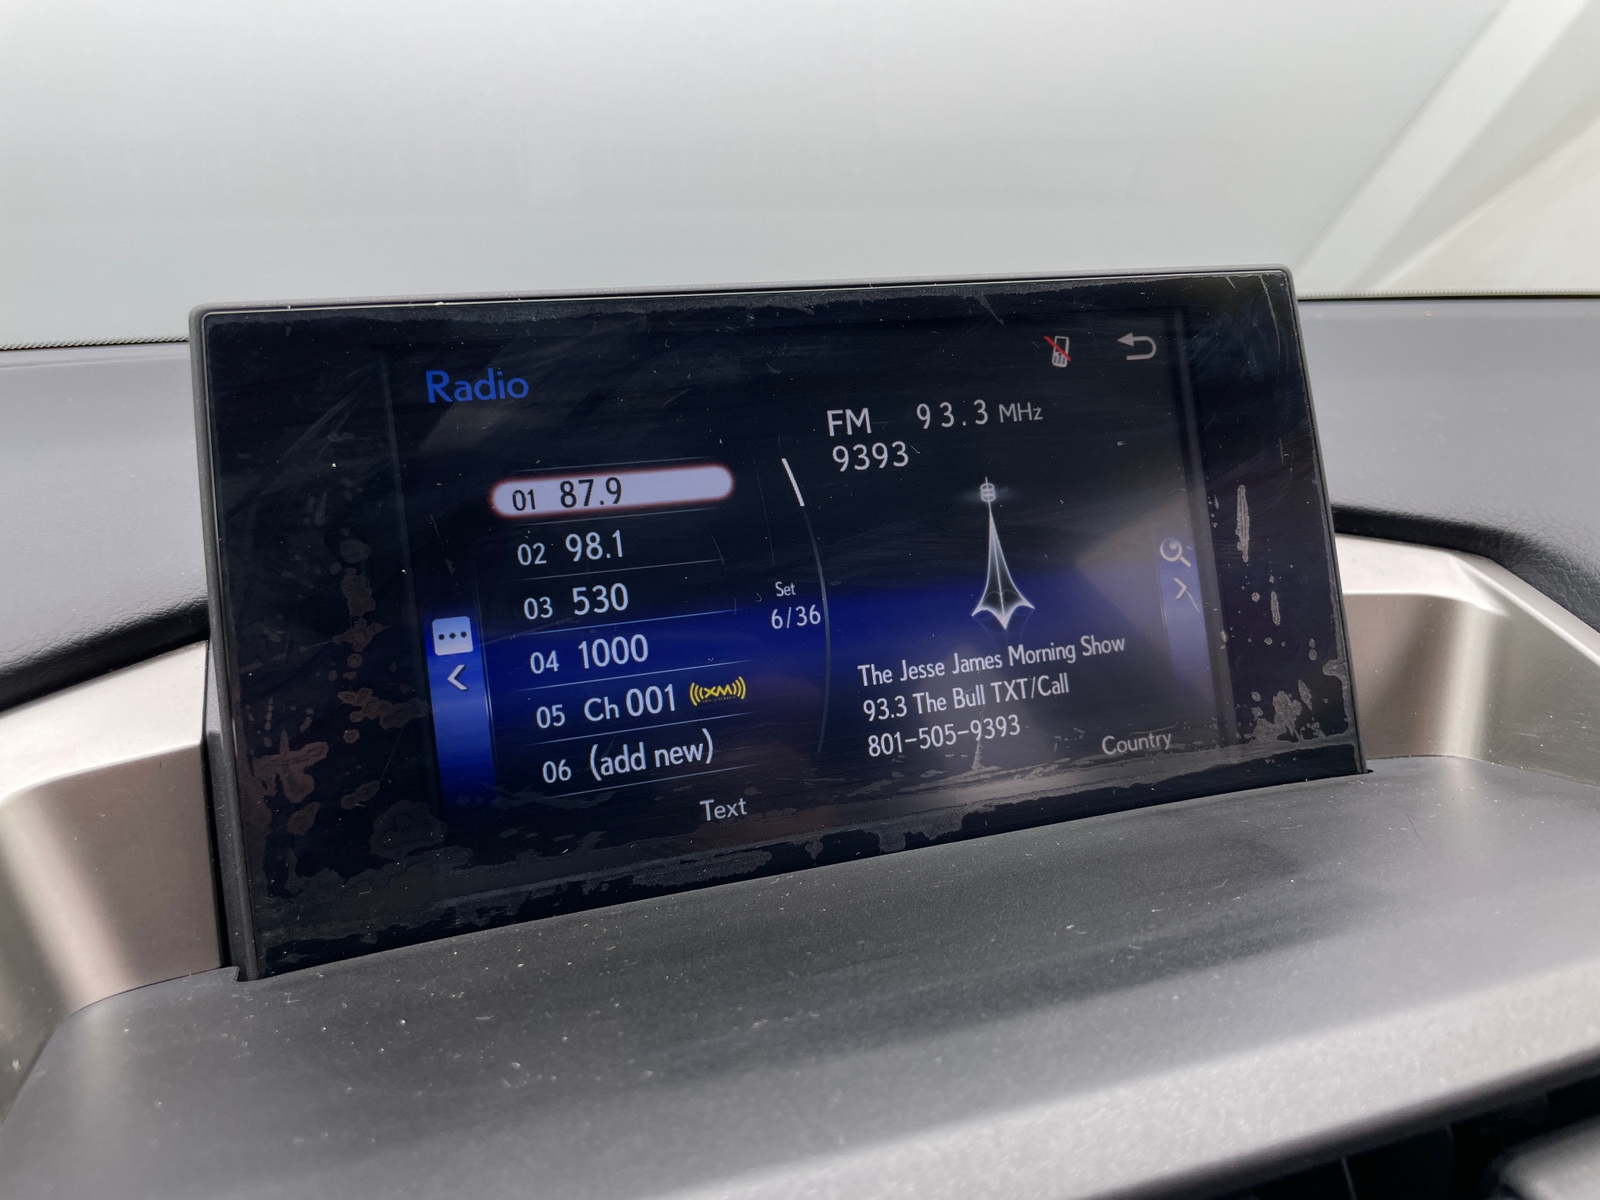 Radio
01 87.9
02 98.1
03 530
04 1000
05 Ch 001 ((XM))
06 (add new)
Set
6/36
Text
FM 93.3 MHz
9393
The Jesse James Morning Show
93.3 The Bull TXT/Call
801-505-9393
Country